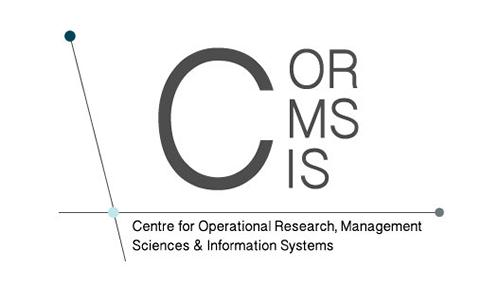 C
OR
MS
IS
Centre for Operational Research, Management
Sciences & Information Systems